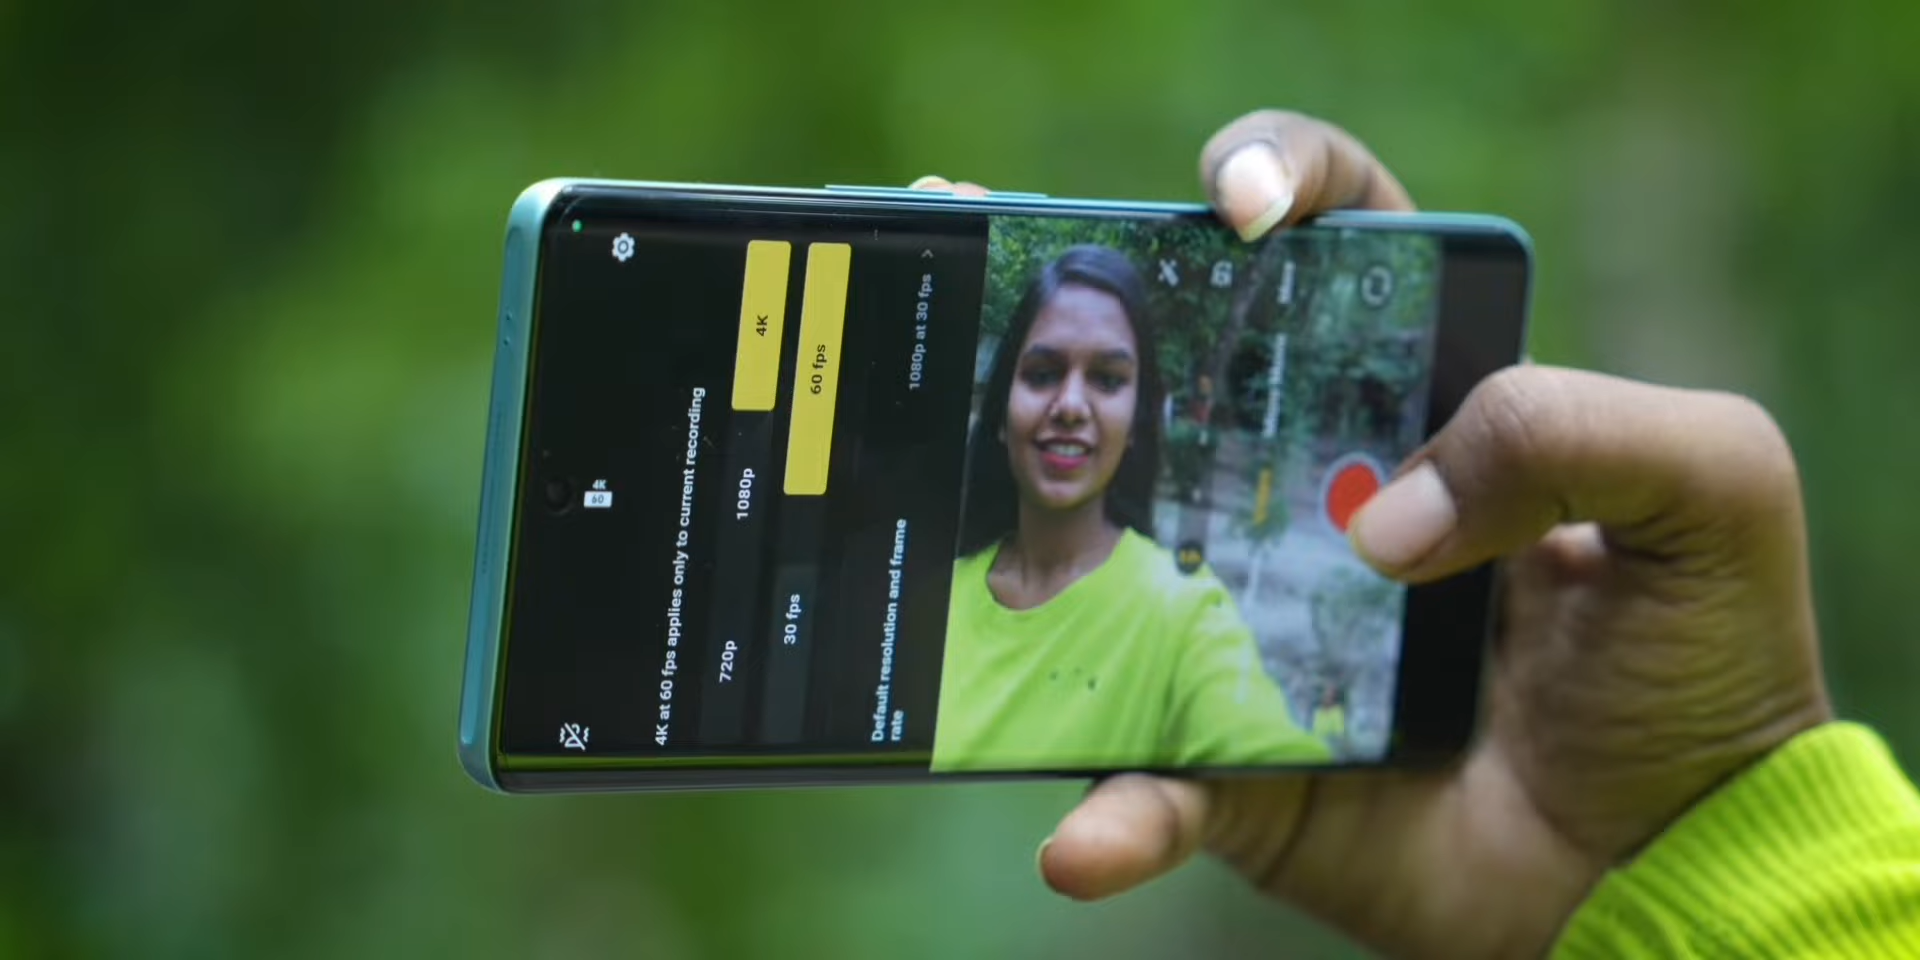 4K
60
4K at 60 fps applies only to current recording
720p 1080p 4K
30 fps 60 fps
Default resolution and frame
rate
1080p at 30 fps >